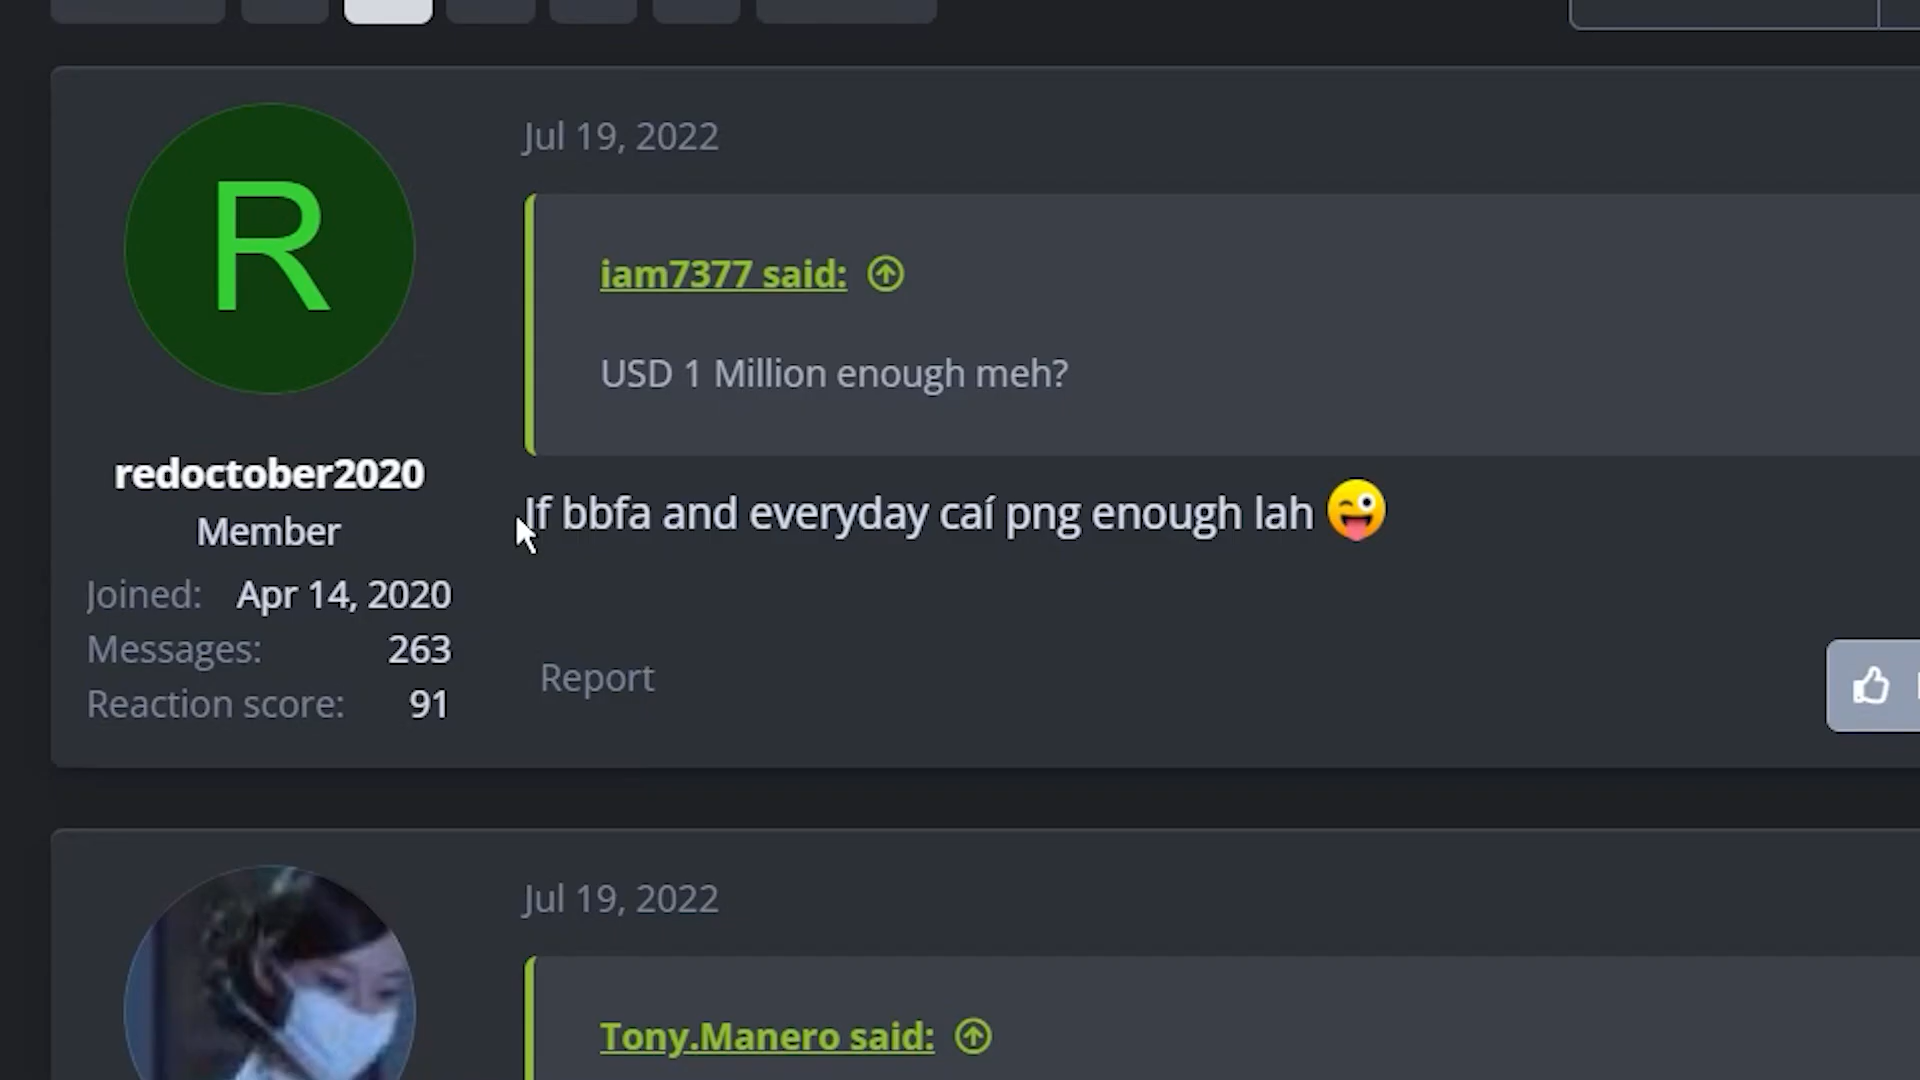 R
Jul 19, 2022
iam7377 said:
USD 1 Million enough meh?
redoctober2020
Member
Joined: Apr 14, 2020
Messages: 263
Reaction score: 91
If bbfa and everyday caí png enough lah
Report
Jul 19, 2022
Tony.Manero said: